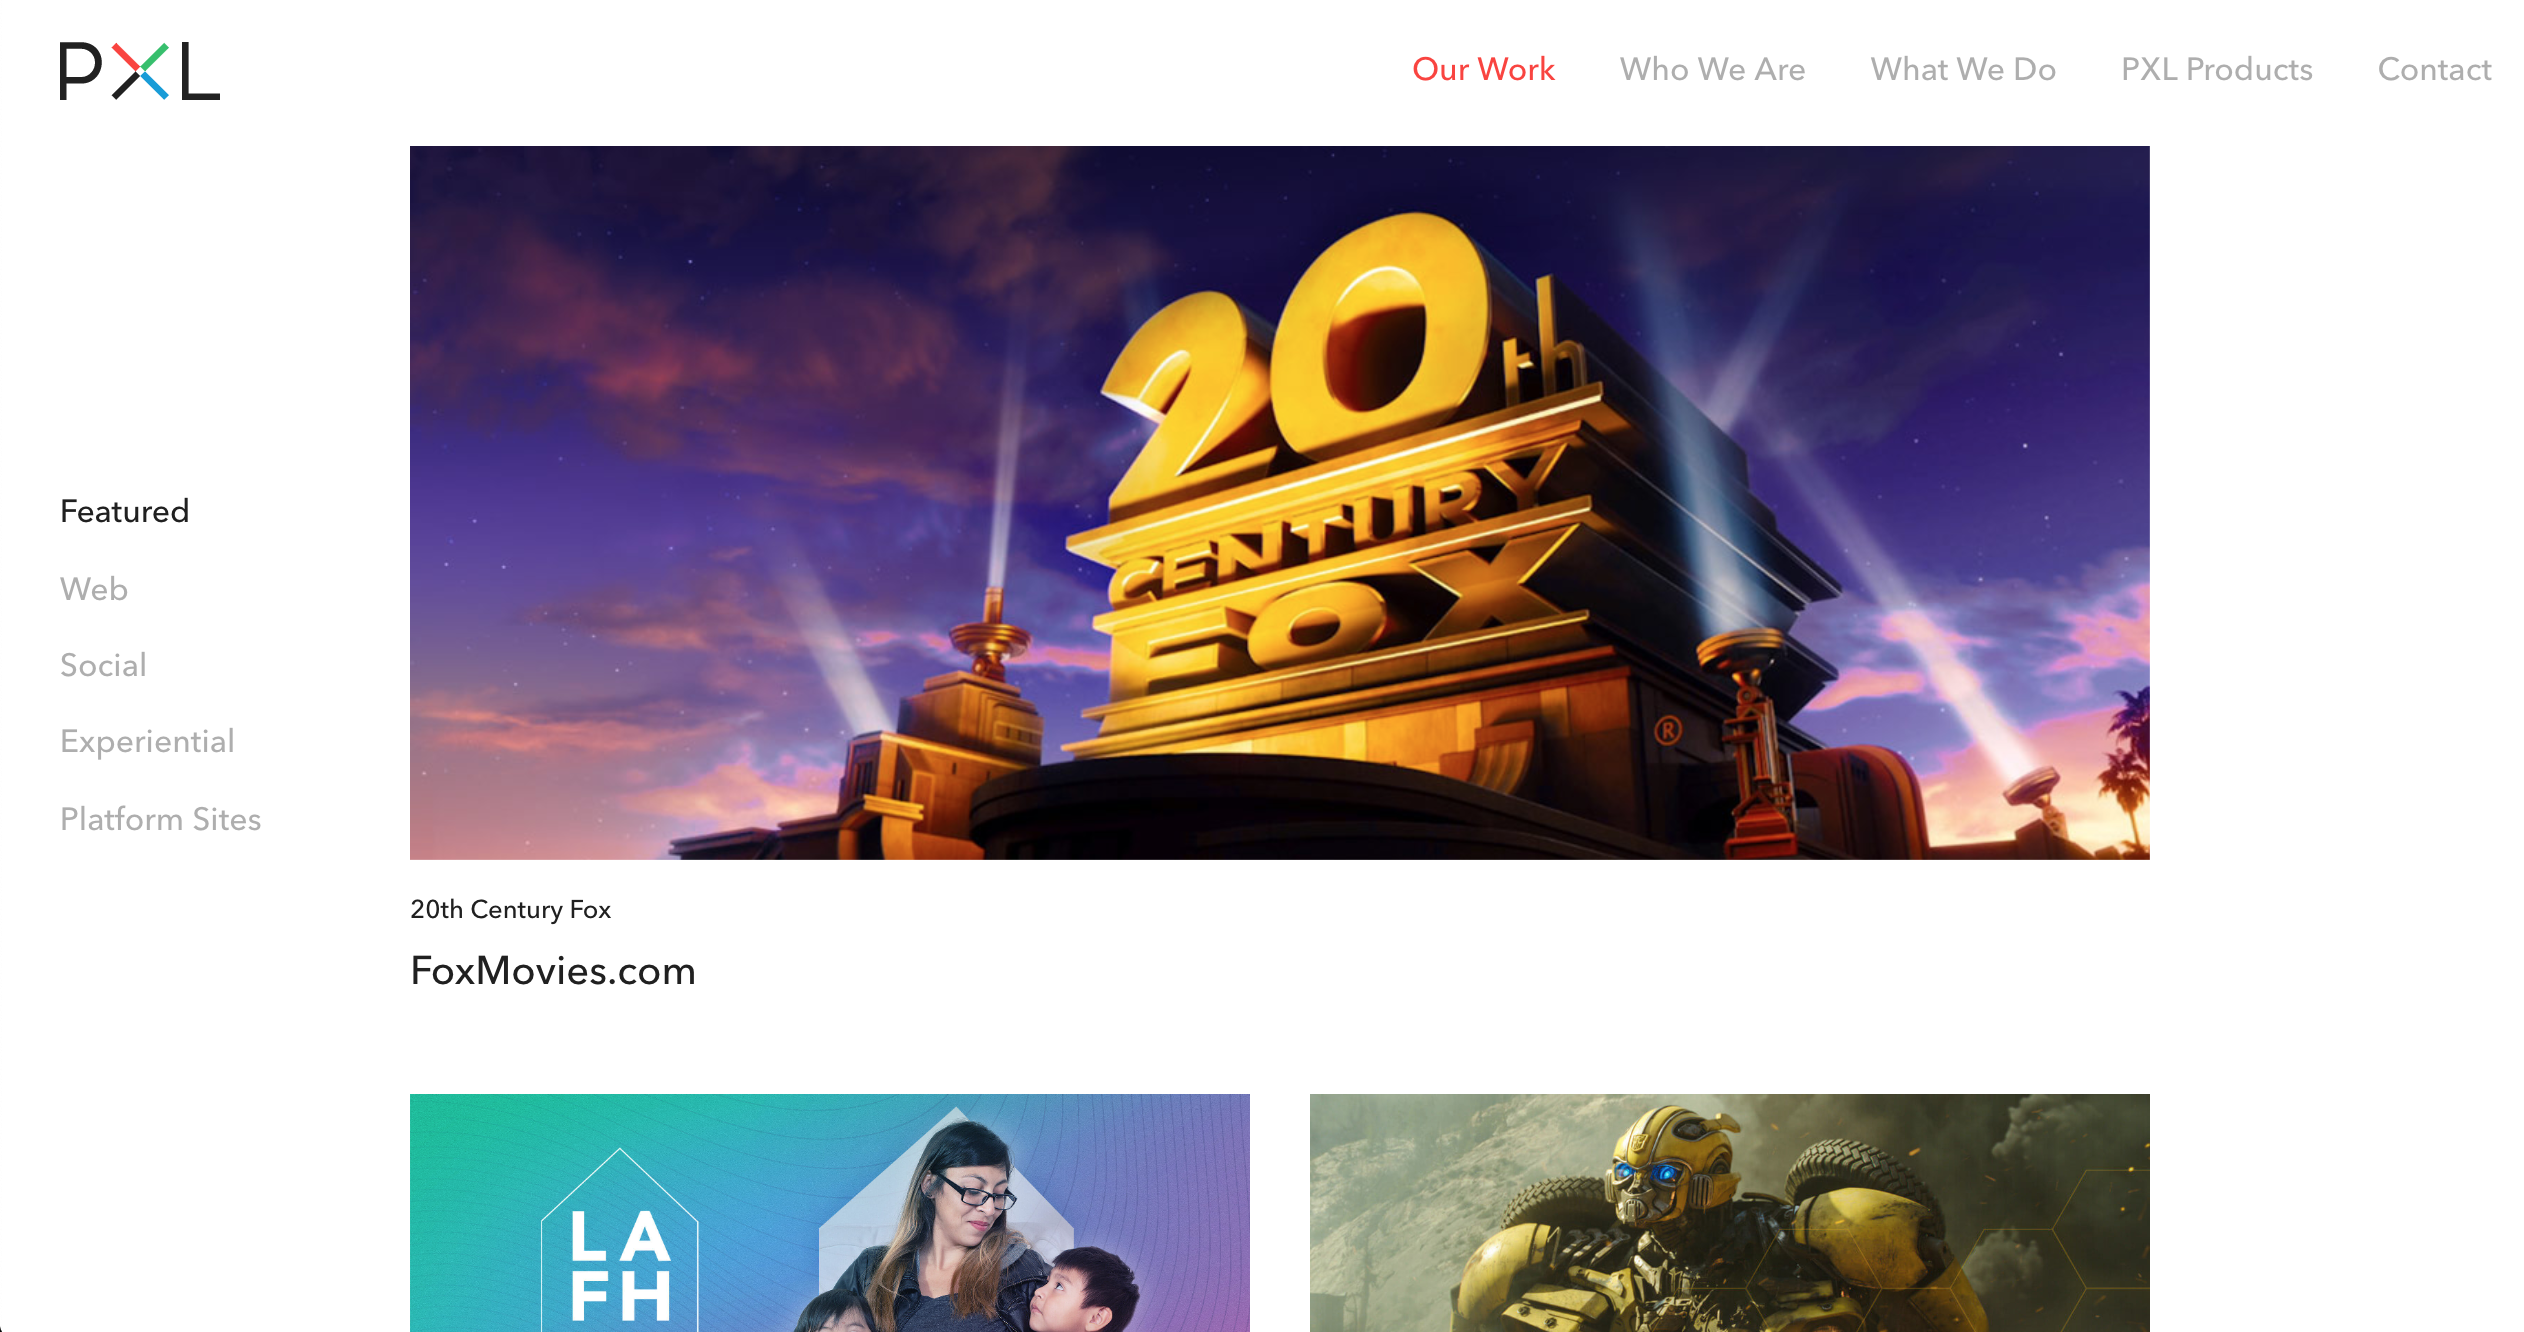 PXL
Our Work
Who We Are
What We Do
PXL Products
Contact
20th
CENTURY
FOX
®
Featured
Web
Social
Experiential
Platform Sites
20th Century Fox
FoxMovies.com
LA
FH